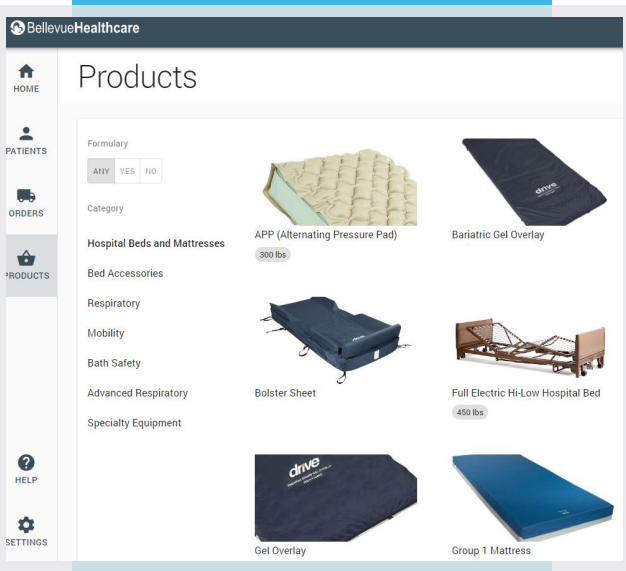 BellevueHealthcare
Products
HOME
PATIENTS
ORDERS
PRODUCTS
HELP
SETTINGS
Formulary
ANY YES NO
Category
Hospital Beds and Mattresses
Bed Accessories
Respiratory
Mobility
Bath Safety
Advanced Respiratory
Specialty Equipment
APP (Alternating Pressure Pad)
300 lbs
drive
Bariatric Gel Overlay
drive
Bolster Sheet
Full Electric Hi-Low Hospital Bed
450 lbs
drive
Gel Overlay
Group 1 Mattress